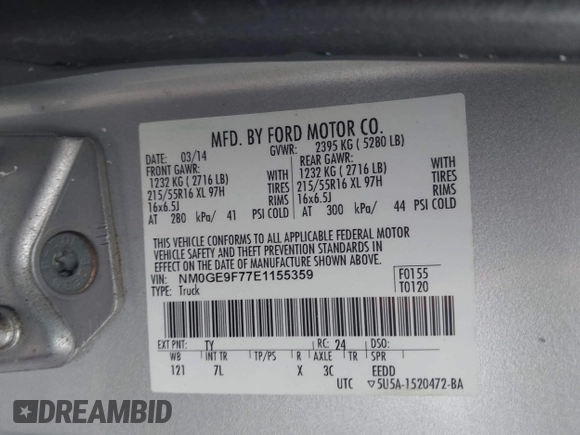 MFD. BY FORD MOTOR CO.
DATE: 03/14 GVWR: 2395 KG ( 5280 LB)
FRONT GAWR: REAR GAWR:
1232 KG ( 2716 LB) WITH 1232 KG ( 2716 LB) WITH
215/55R16 XL 97H TIRES 215/55R16 XL 97H TIRES
16x6.5J RIMS 16x6.5J RIMS
AT 280 kPa/ 41 PSI COLD AT 300 kPa/ 44 PSI COLD
THIS VEHICLE CONFORMS TO ALL APPLICABLE FEDERAL MOTOR
VEHICLE SAFETY AND THEFT PREVENTION STANDARDS IN
EFFECT ON THE DATE OF MANUFACTURE SHOWN ABOVE.
VIN: NM0GE9F77E1155359 F0155
TYPE: Truck T0120
EXT PNT: TY RC: 24 DSO:
WB INT TR TP/PS R AXLE TR SPR
121 7L X 3C EEDD
UTC ▽5U5A-1520472-BA
DREAMBID